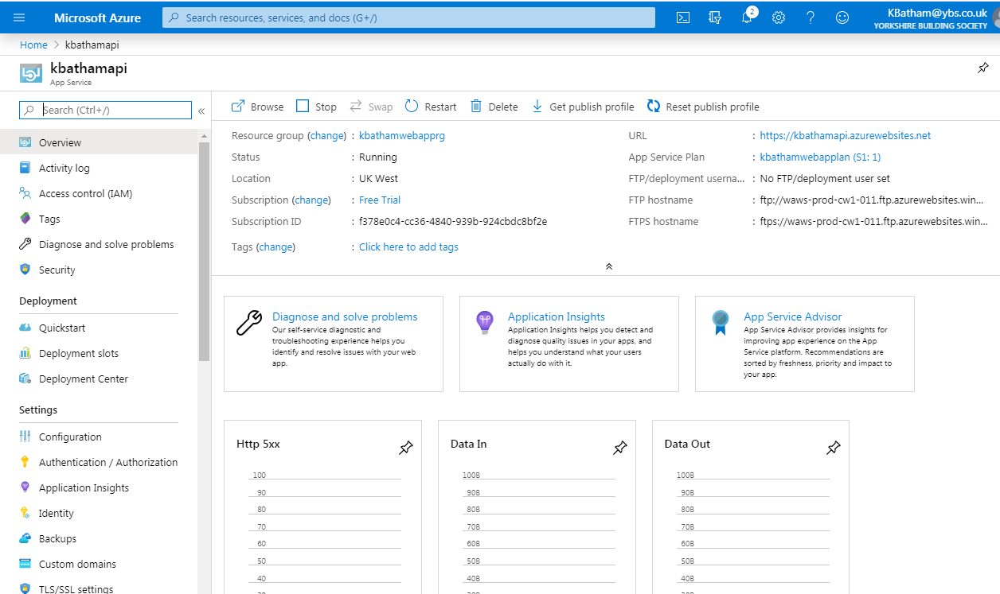 Microsoft Azure
Search resources, services, and docs (G+/)
2
KBatham@ybs.co.uk
YORKSHIRE BUILDING SOCIETY
Home > kbathamapi
kbathamapi
App Service
Search (Ctrl+/)
«
Overview
Activity log
Access control (IAM)
Tags
Diagnose and solve problems
Security
Deployment
Quickstart
Deployment slots
Deployment Center
Settings
Configuration
Authentication / Authorization
Application Insights
Identity
Backups
Custom domains
TLS/SSL settings
Browse Stop Swap Restart Delete Get publish profile Reset publish profile
Resource group (change) : kbathamwebapprg
Status : Running
Location : UK West
Subscription (change) : Free Trial
Subscription ID : f378e0c4-cc36-4840-939b-924cbdc8bf2e
Tags (change) : Click here to add tags
URL : https://kbathamapi.azurewebsites.net
App Service Plan : kbathamwebapplan (S1: 1)
FTP/deployment userna... : No FTP/deployment user set
FTP hostname : ftp://waws-prod-cw1-011.ftp.azurewebsites.win...
FTPS hostname : ftps://waws-prod-cw1-011.ftp.azurewebsites.win...
Diagnose and solve problems
Our self-service diagnostic and
troubleshooting experience helps you
identify and resolve issues with your web
app.
Application Insights
Application Insights helps you detect and
diagnose quality issues in your apps, and
helps you understand what your users
actually do with it.
App Service Advisor
App Service Advisor provides insights for
improving app experience on the App
Service platform. Recommendations are
sorted by freshness, priority and impact to
your app.
Http 5xx
100
90
80
70
60
50
40
Data In
100B
90B
80B
70B
60B
50B
40B
Data Out
100B
90B
80B
70B
60B
50B
40B